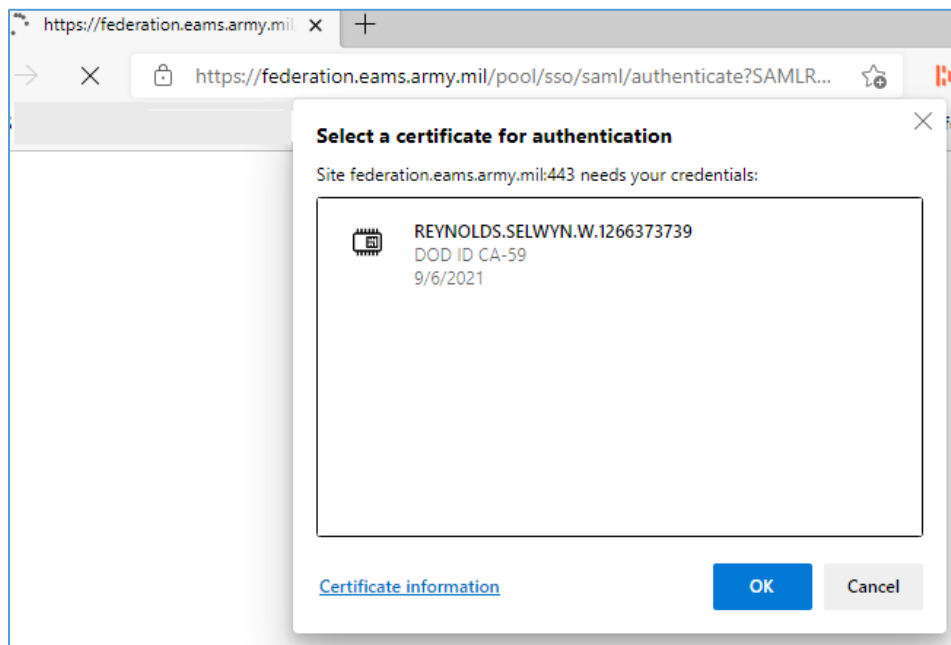 https://federation.eams.army.mil
https://federation.eams.army.mil/pool/sso/saml/authenticate?SAMLR...
Select a certificate for authentication
Site federation.eams.army.mil:443 needs your credentials:
REYNOLDS.SELWYN.W.1266373739
DOD ID CA-59
9/6/2021
Certificate information
OK
Cancel